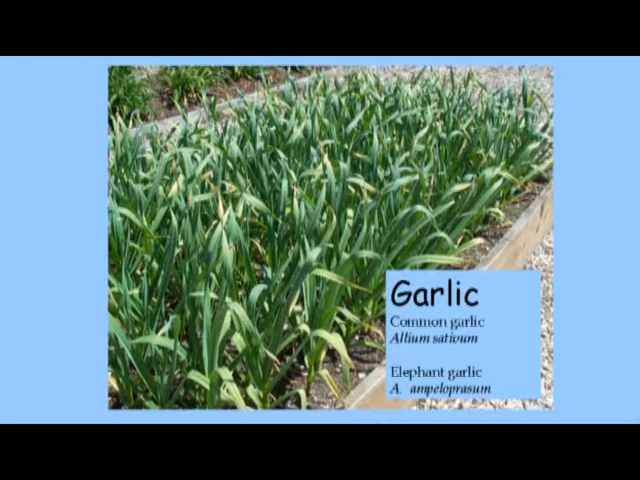 Garlic
Common garlic
Allium sativum
Elephant garlic
A. ampeloprasum